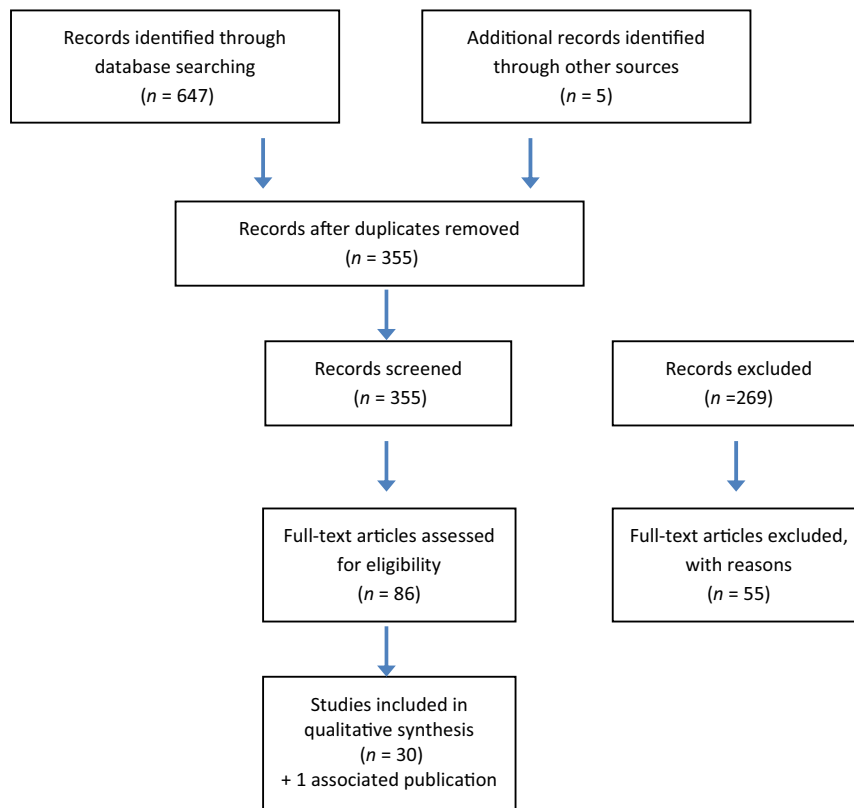 Records identified through
database searching
(n = 647)
Additional records identified
through other sources
(n = 5)
Records after duplicates removed
(n = 355)
Records screened
(n = 355)
Records excluded
(n =269)
Full-text articles assessed
for eligibility
(n = 86)
Full-text articles excluded,
with reasons
(n = 55)
Studies included in
qualitative synthesis
(n = 30)
+ 1 associated publication